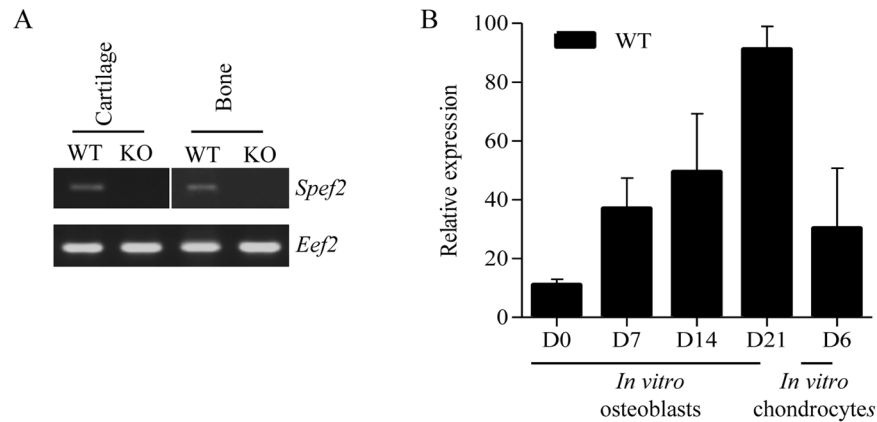 A
Cartilage
Bone
WT KO WT KO
Spef2
Eef2
B
Relative expression
100
80
60
40
20
0
WT
D0 D7 D14 D21 D6
In vitro
osteoblasts
In vitro
chondrocytes